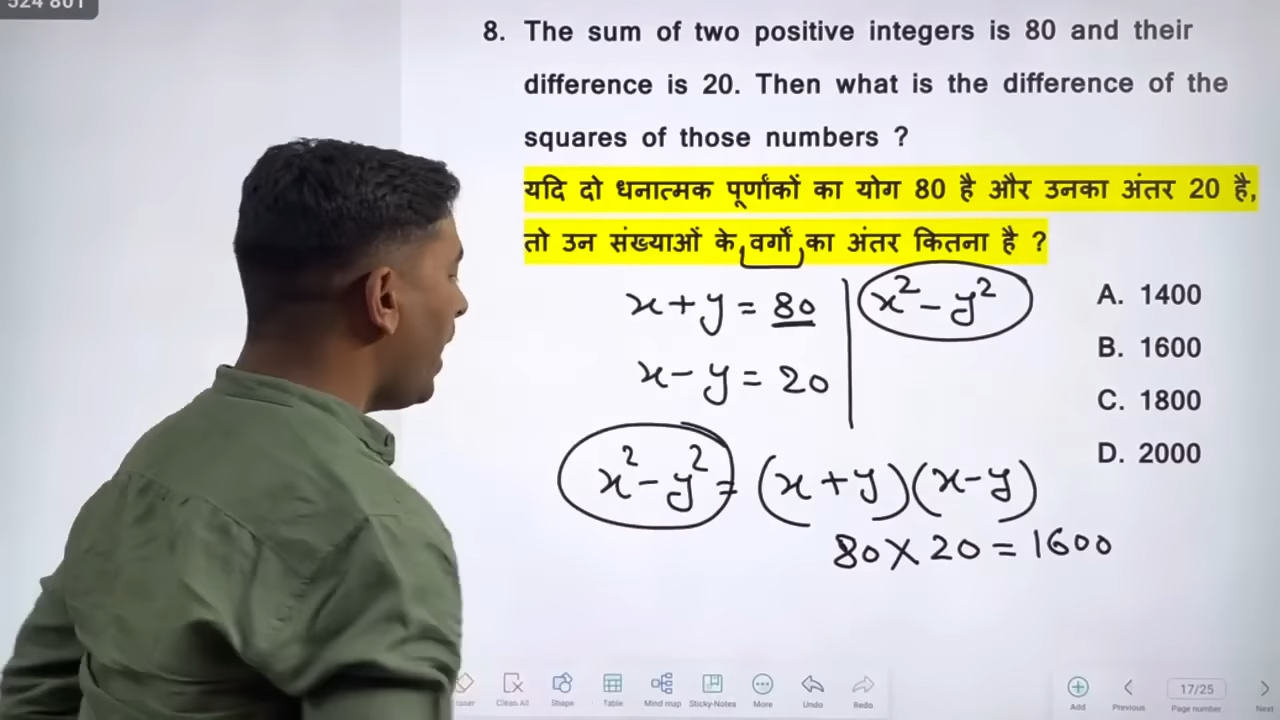 524 801
8. The sum of two positive integers is 80 and their
difference is 20. Then what is the difference of the
squares of those numbers ?
यदि दो धनात्मक पूर्णांकों का योग 80 है और उनका अंतर 20 है,
तो उन संख्याओं के वर्गों का अंतर कितना है ?
x+y = 80
x-y = 20
x² - y²
A. 1400
B. 1600
C. 1800
D. 2000
x² - y² = (x+y)(x-y)
80 X 20 = 1600
Clean All Shape Table Mind map Sticky-Notes More Undo Redo
Add Previous 17/25 Page number Next